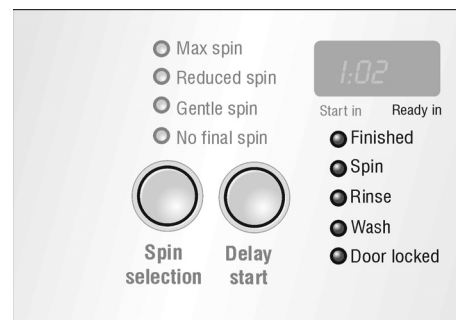 Max spin
Reduced spin
Gentle spin
No final spin
1:02
Start in Ready in
Finished
Spin
Rinse
Wash
Door locked
Spin
selection
Delay
start